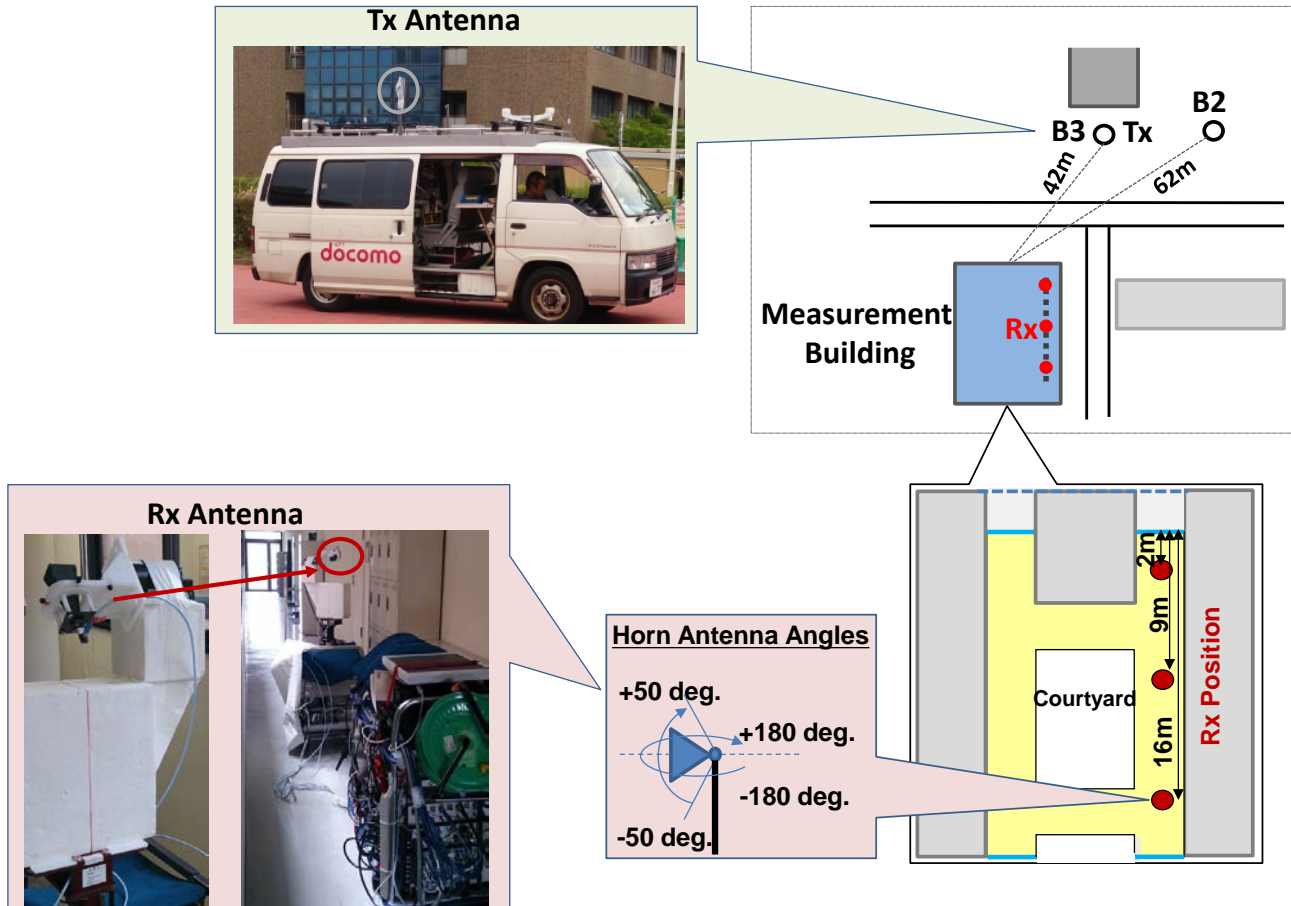 Tx Antenna
döcomo
B2
B3
Tx
42m
62m
Measurement
Building
Rx
Rx Antenna
Horn Antenna Angles
+50 deg.
+180 deg.
-180 deg.
-50 deg.
2m
9m
16m
Courtyard
Rx Position